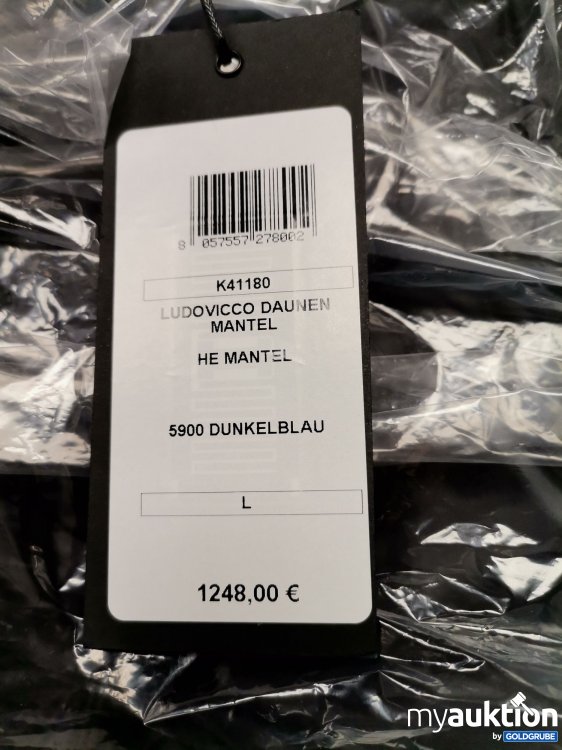 8 057557 278002
K41180
LUDOVICCO DAUNEN
MANTEL
HE MANTEL
5900 DUNKELBLAU
L
1248,00 €
myauktion
by GOLDGRUBE